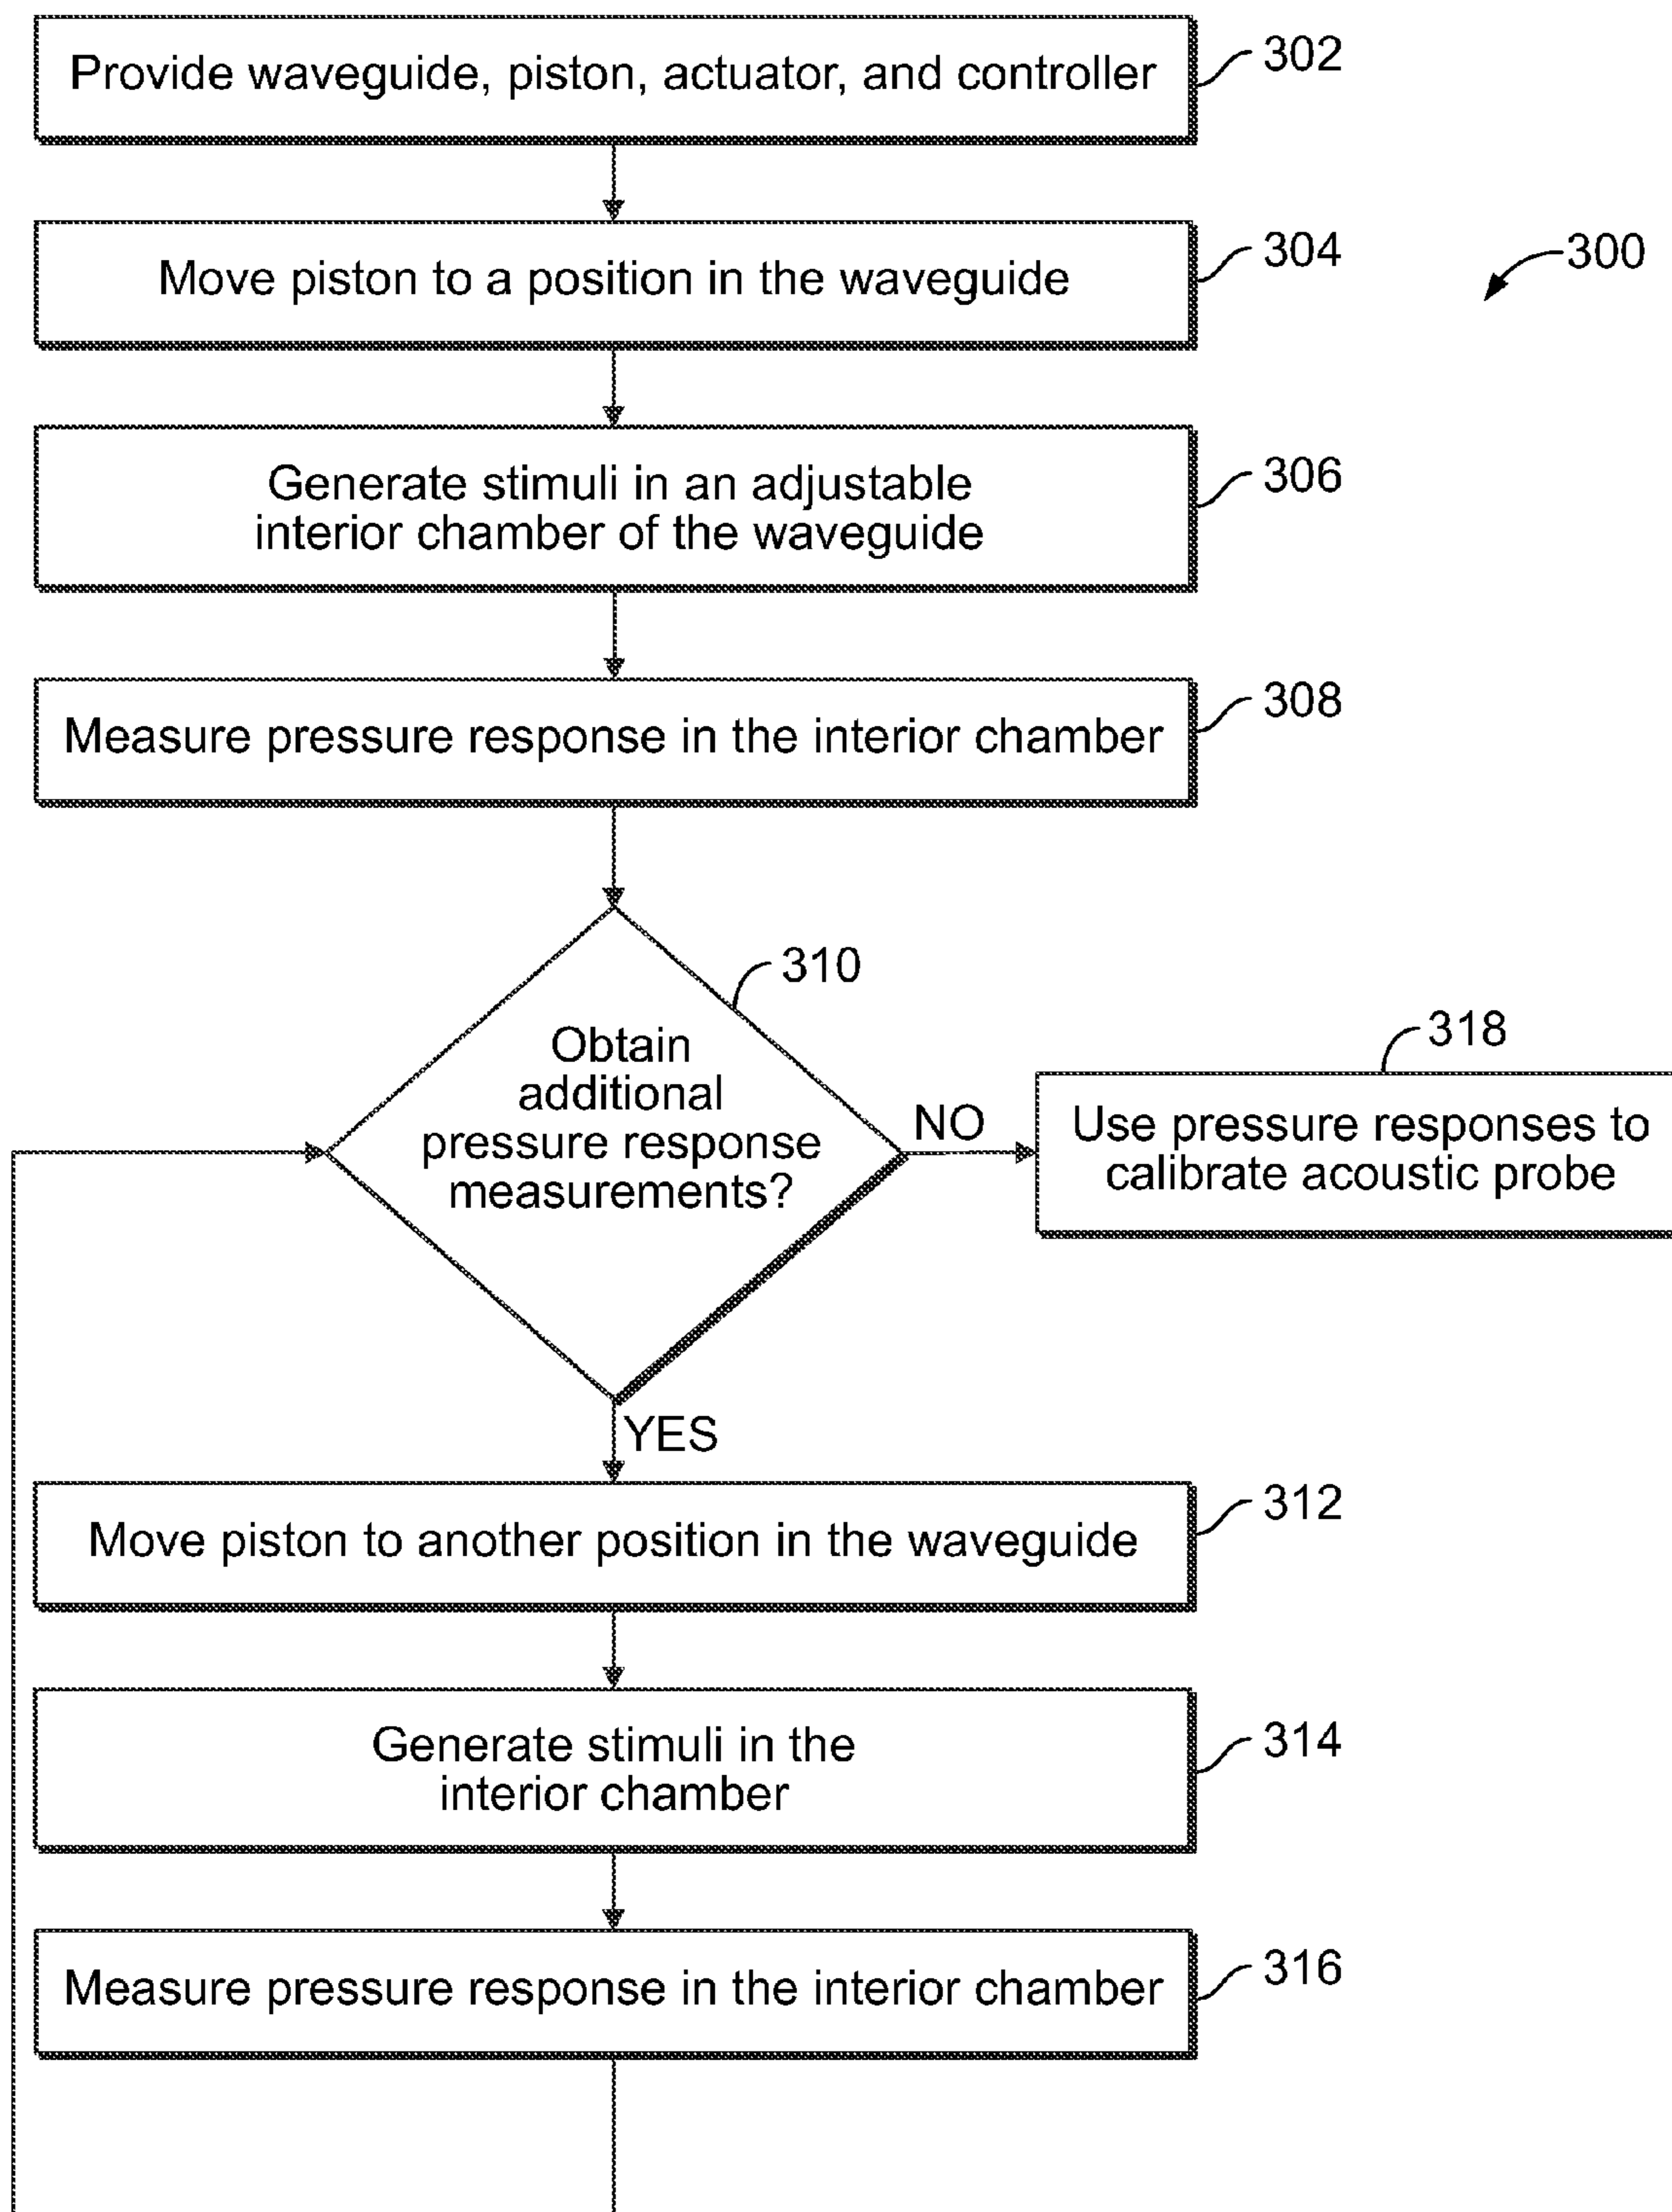 Provide waveguide, piston, actuator, and controller
302
Move piston to a position in the waveguide
304
300
Generate stimuli in an adjustable
interior chamber of the waveguide
306
Measure pressure response in the interior chamber
308
310
Obtain
additional
pressure response
measurements?
NO
318
Use pressure responses to
calibrate acoustic probe
YES
Move piston to another position in the waveguide
312
Generate stimuli in the
interior chamber
314
Measure pressure response in the interior chamber
316